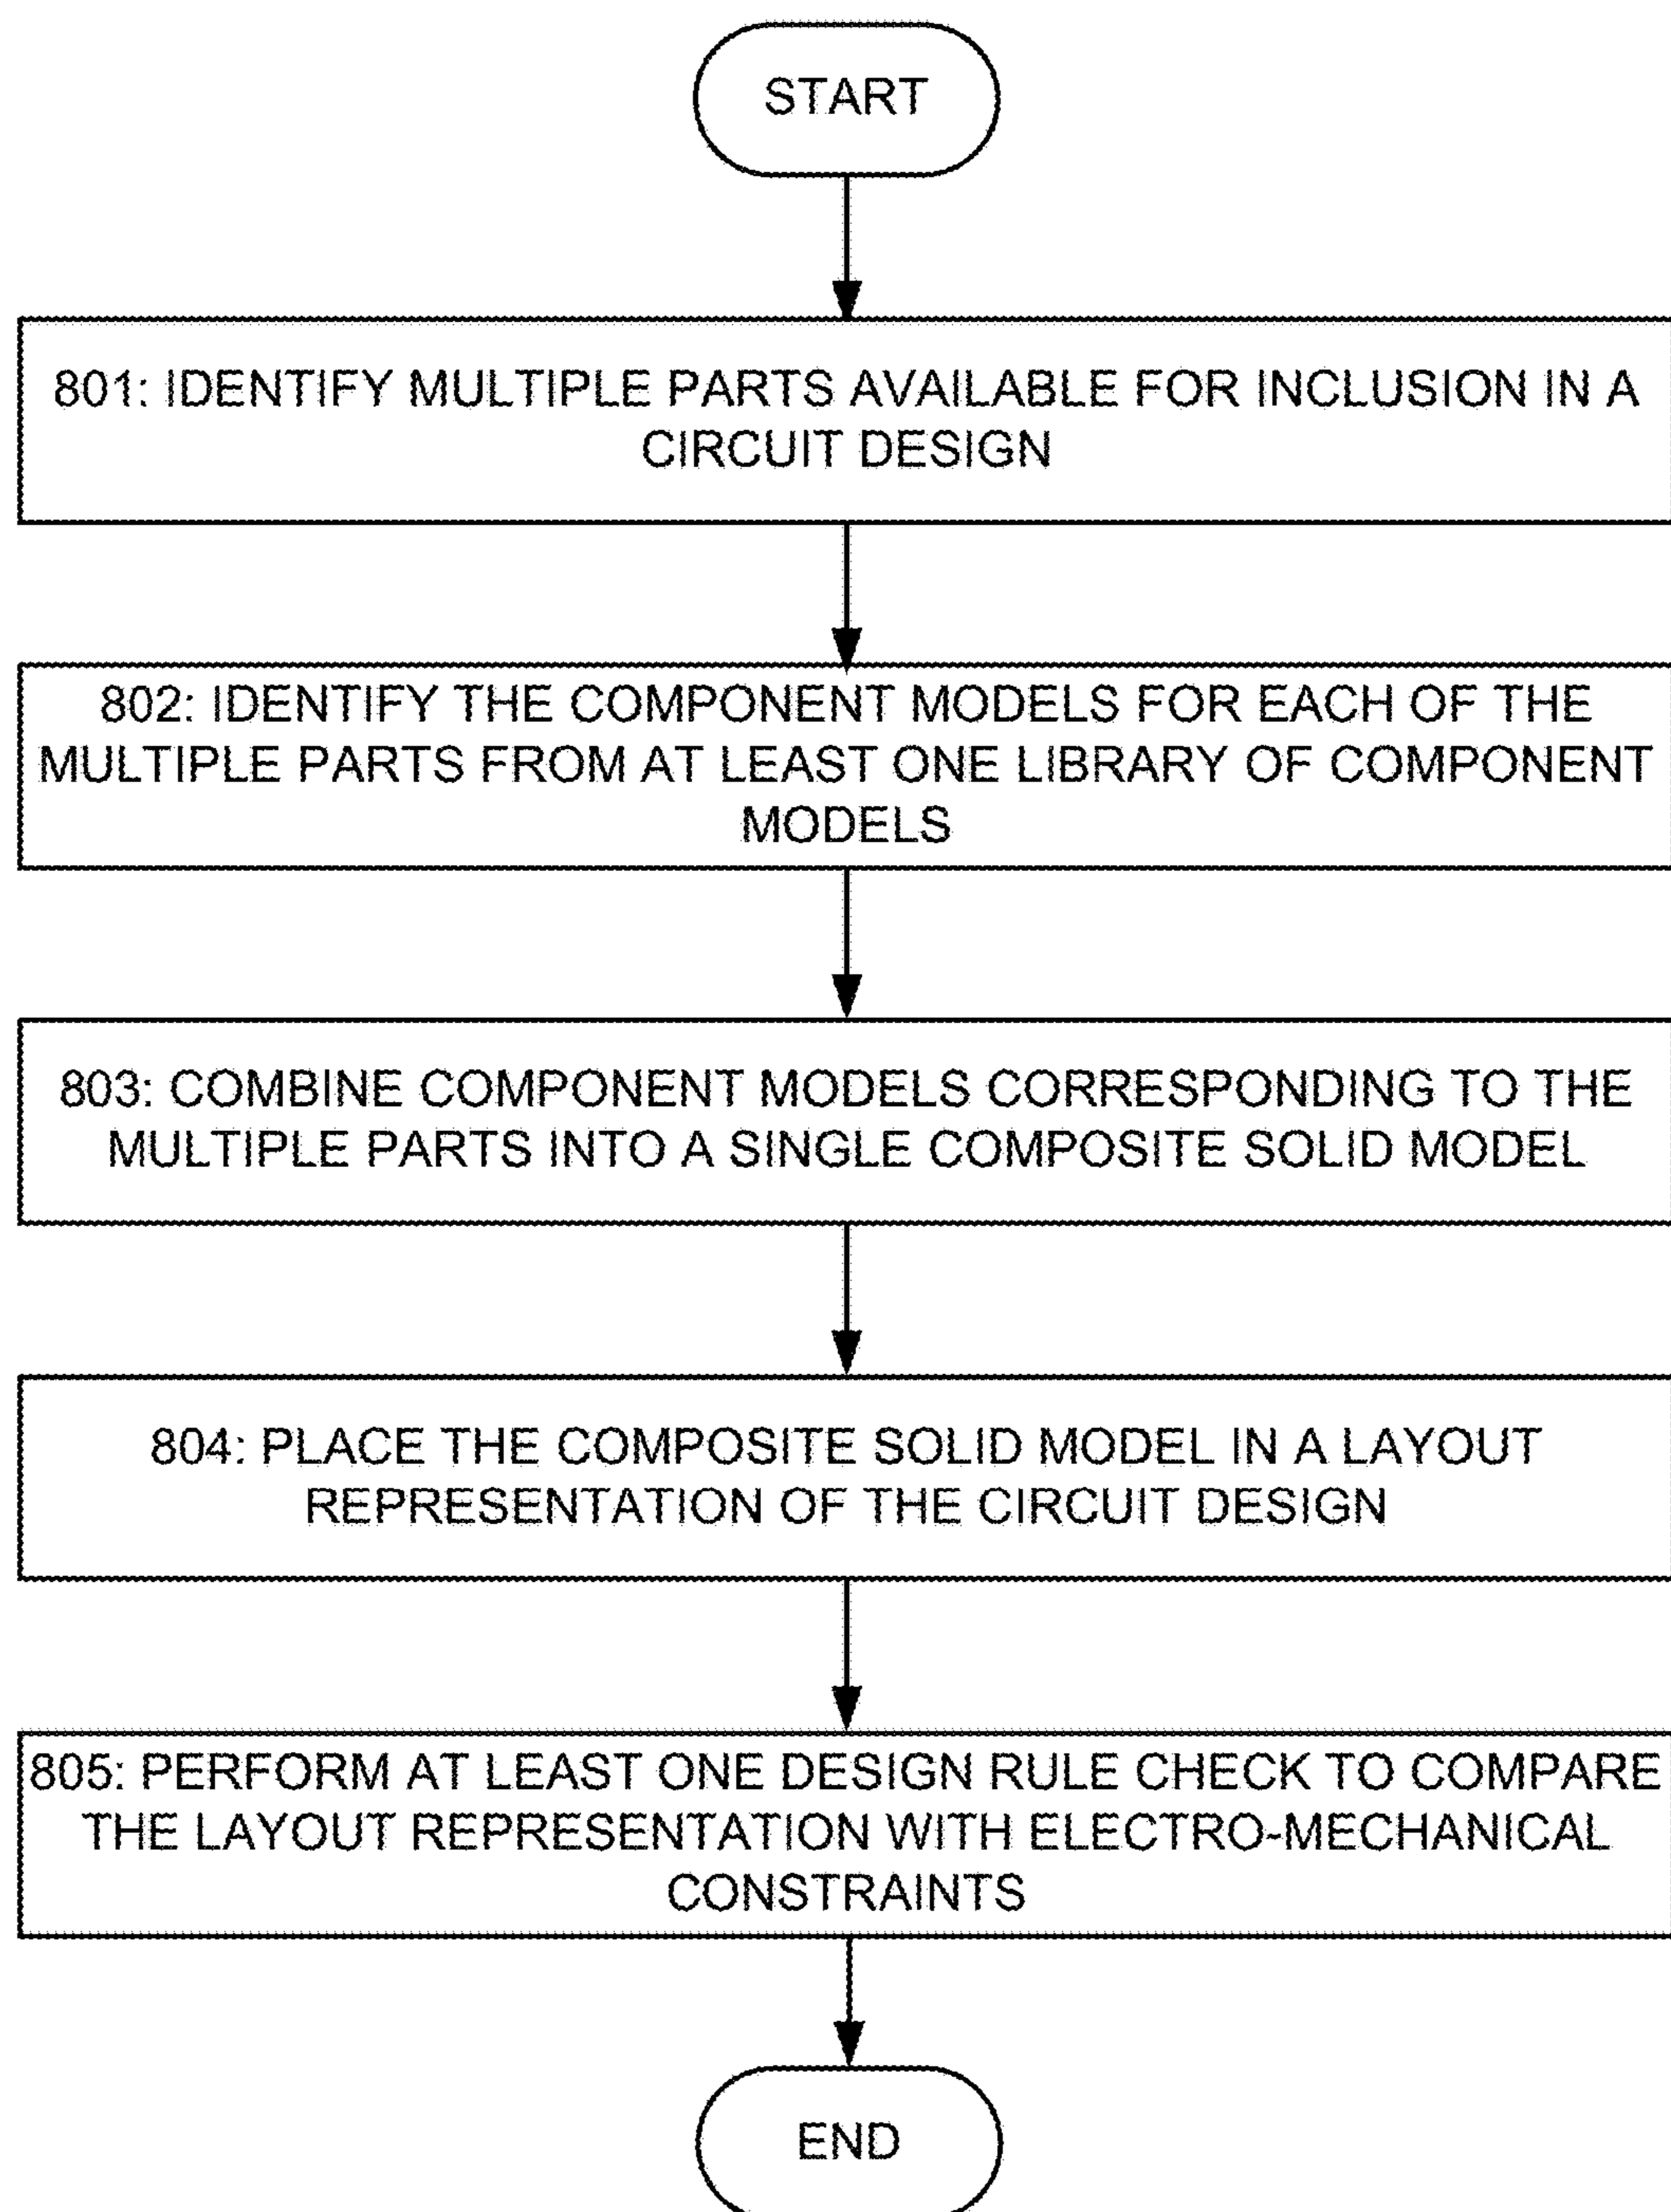 START
801: IDENTIFY MULTIPLE PARTS AVAILABLE FOR INCLUSION IN A
CIRCUIT DESIGN
802: IDENTIFY THE COMPONENT MODELS FOR EACH OF THE
MULTIPLE PARTS FROM AT LEAST ONE LIBRARY OF COMPONENT
MODELS
803: COMBINE COMPONENT MODELS CORRESPONDING TO THE
MULTIPLE PARTS INTO A SINGLE COMPOSITE SOLID MODEL
804: PLACE THE COMPOSITE SOLID MODEL IN A LAYOUT
REPRESENTATION OF THE CIRCUIT DESIGN
805: PERFORM AT LEAST ONE DESIGN RULE CHECK TO COMPARE
THE LAYOUT REPRESENTATION WITH ELECTRO-MECHANICAL
CONSTRAINTS
END